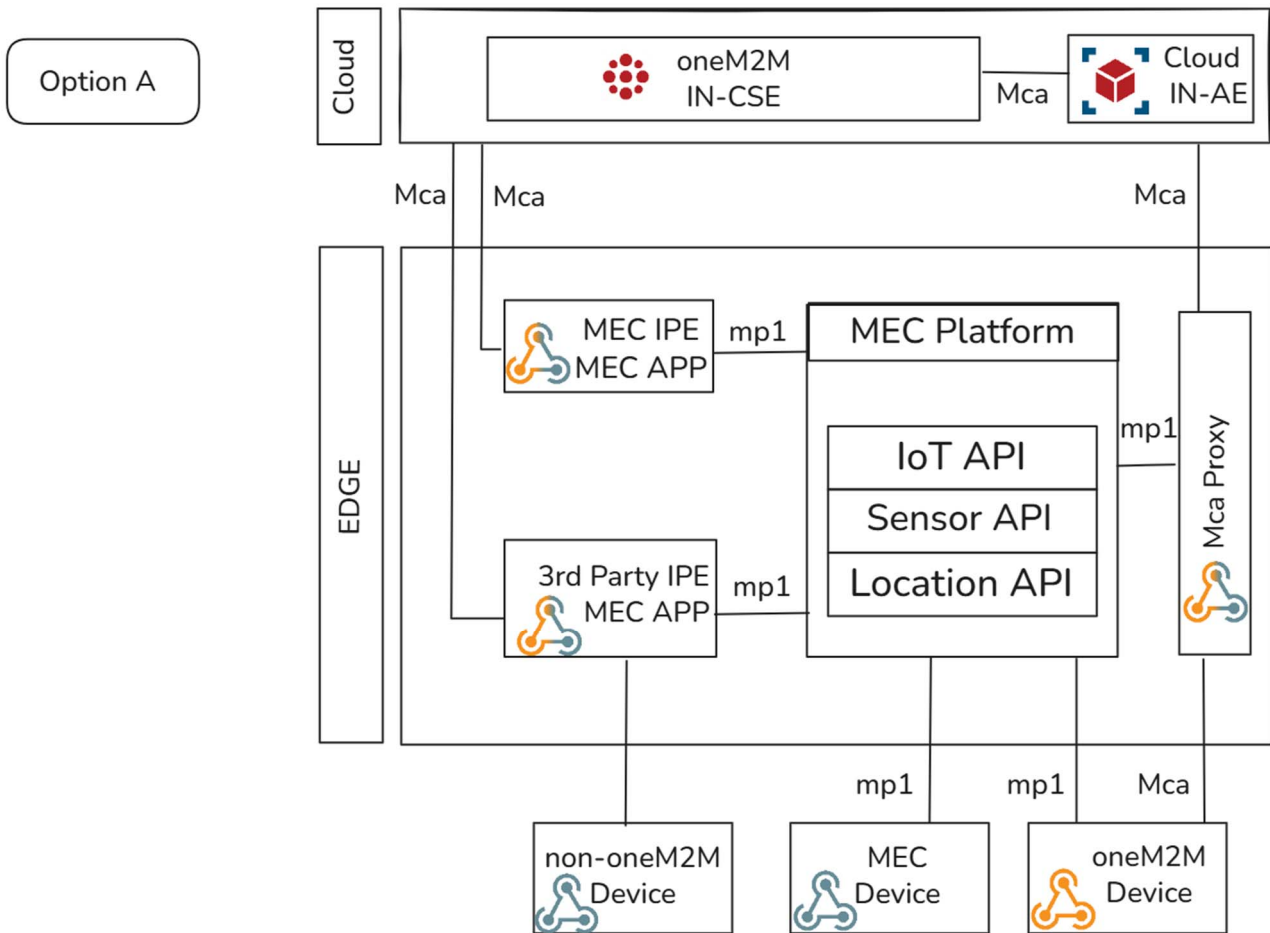 Option A
Cloud
oneM2M
IN-CSE
Mca
Cloud
IN-AE
Mca
Mca
Mca
EDGE
MEC IPE
MEC APP
mp1
MEC Platform
IoT API
Sensor API
Location API
mp1
Mca Proxy
3rd Party IPE
MEC APP
mp1
mp1
mp1
Mca
non-oneM2M
Device
MEC
Device
oneM2M
Device